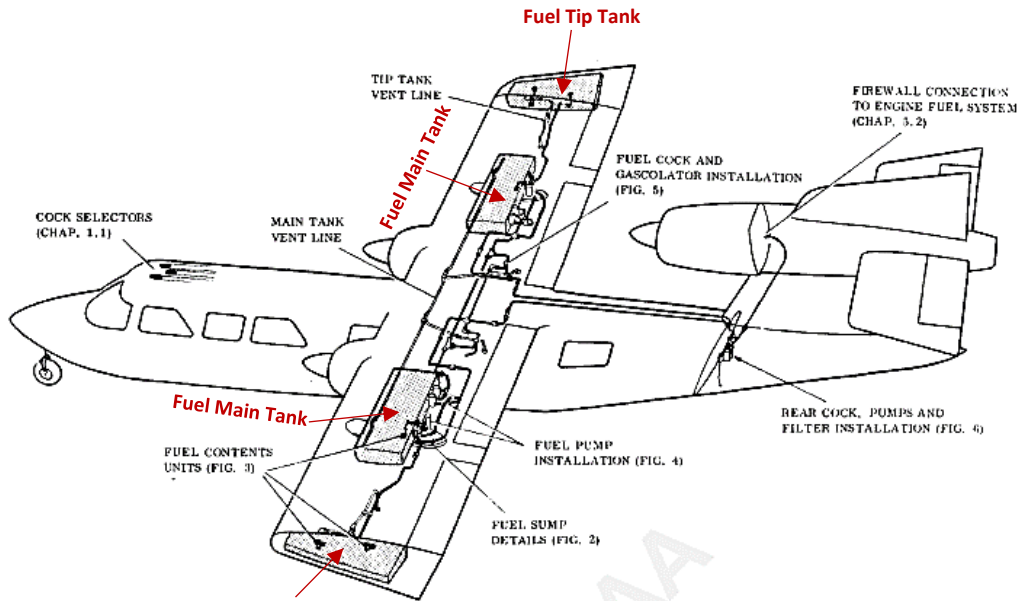 Fuel Tip Tank
TIP TANK
VENT LINE
FIREWALL CONNECTION
TO ENGINE FUEL SYSTEM
(CHAP. 5.2)
Fuel Main Tank
FUEL COCK AND
GASCOLATOR INSTALLATION
(FIG. 5)
COCK SELECTORS
(CHAP. 1.1)
MAIN TANK
VENT LINE
Fuel Main Tank
REAR COCK, PUMPS AND
FILTER INSTALLATION (FIG. 6)
FUEL CONTENTS
UNITS (FIG. 3)
FUEL PUMP
INSTALLATION (FIG. 4)
FUEL SUMP
DETAILS (FIG. 2)